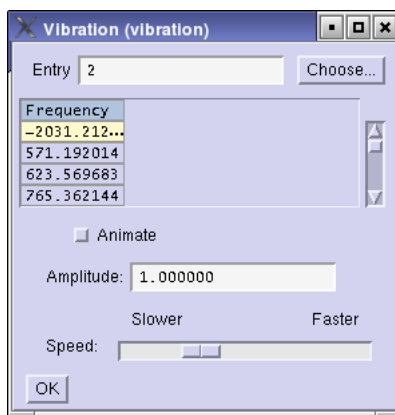 Vibration (vibration)
Entry 2 Choose...
Frequency
-2031.212...
571.192014
623.569683
765.362144
Animate
Amplitude: 1.000000
Slower Faster
Speed:
OK